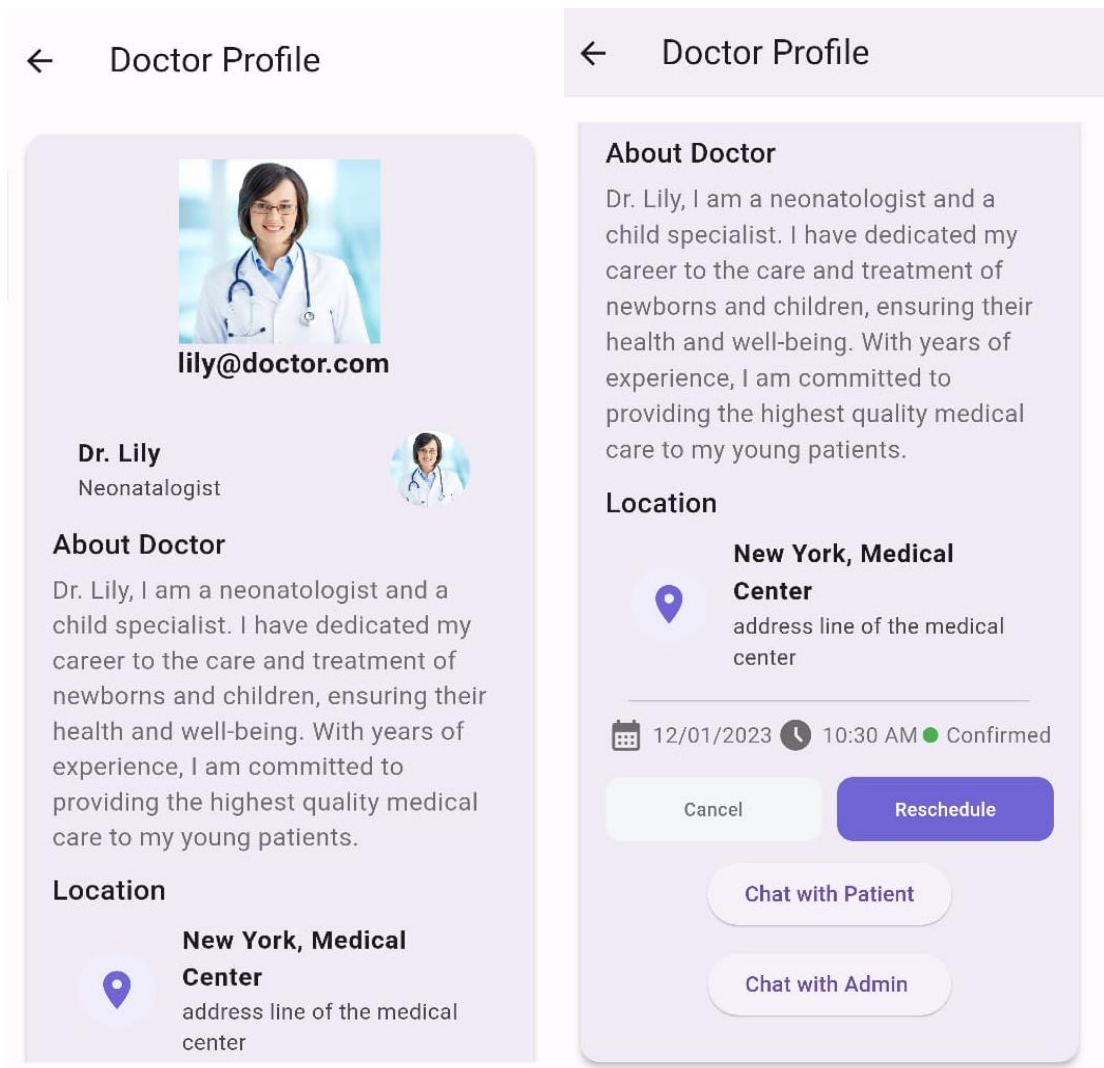 Doctor Profile
lily@doctor.com
Dr. Lily
Neonatalogist
About Doctor
Dr. Lily, I am a neonatologist and a
child specialist. I have dedicated my
career to the care and treatment of
newborns and children, ensuring their
health and well-being. With years of
experience, I am committed to
providing the highest quality medical
care to my young patients.
Location
New York, Medical
Center
address line of the medical
center
Doctor Profile
About Doctor
Dr. Lily, I am a neonatologist and a
child specialist. I have dedicated my
career to the care and treatment of
newborns and children, ensuring their
health and well-being. With years of
experience, I am committed to
providing the highest quality medical
care to my young patients.
Location
New York, Medical
Center
address line of the medical
center
12/01/2023 10:30 AM Confirmed
Cancel Reschedule
Chat with Patient
Chat with Admin